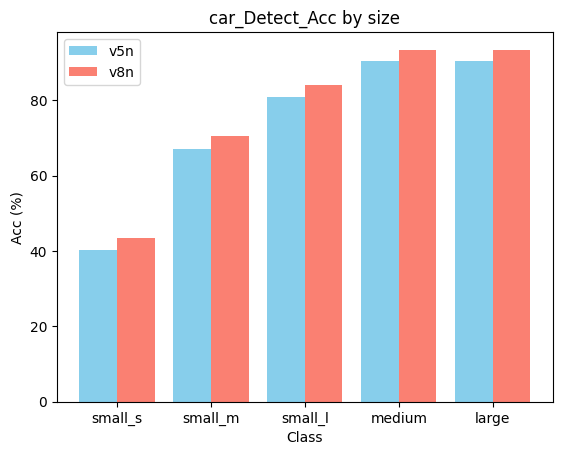 car_Detect_Acc by size
v5n
v8n
Acc (%)
80
60
40
20
0
small_s small_m small_l medium large
Class